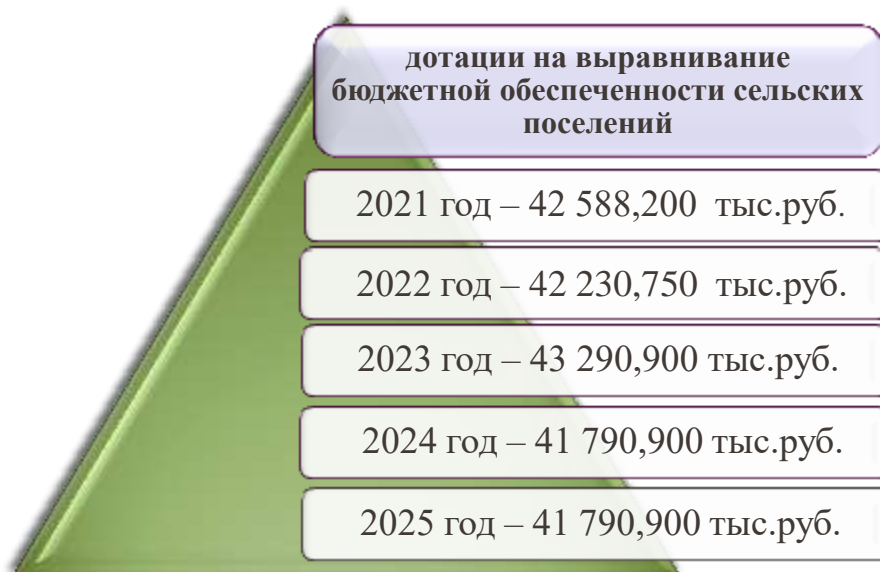 дотации на выравнивание
бюджетной обеспеченности сельских
поселений
2021 год – 42 588,200 тыс.руб.
2022 год – 42 230,750 тыс.руб.
2023 год – 43 290,900 тыс.руб.
2024 год – 41 790,900 тыс.руб.
2025 год – 41 790,900 тыс.руб.